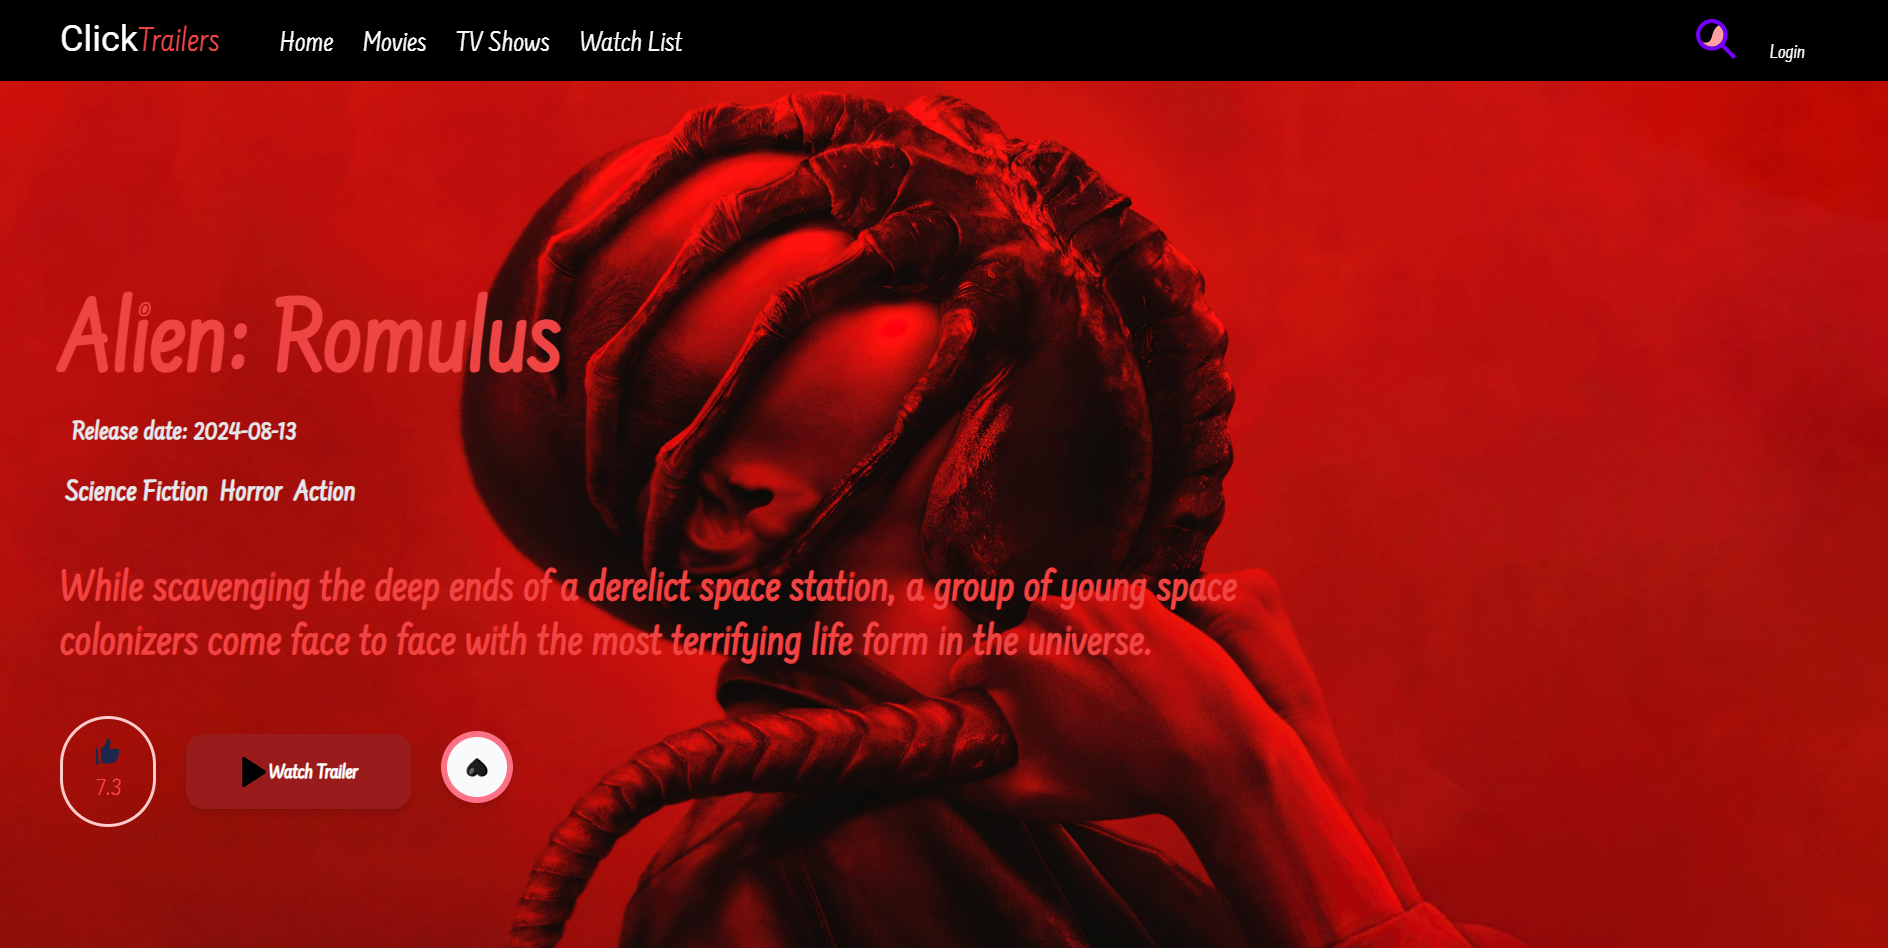 ClickTrailers Home Movies TV Shows Watch List Login
Alien: Romulus
Release date: 2024-08-13
Science Fiction Horror Action
While scavenging the deep ends of a derelict space station, a group of young space
colonizers come face to face with the most terrifying life form in the universe.
7.3 Watch Trailer